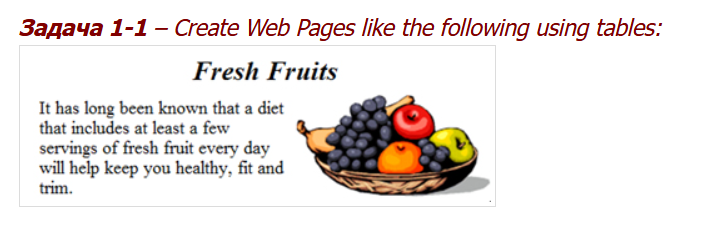 Задача 1-1 – Create Web Pages like the following using tables:
Fresh Fruits
It has long been known that a diet
that includes at least a few
servings of fresh fruit every day
will help keep you healthy, fit and
trim.